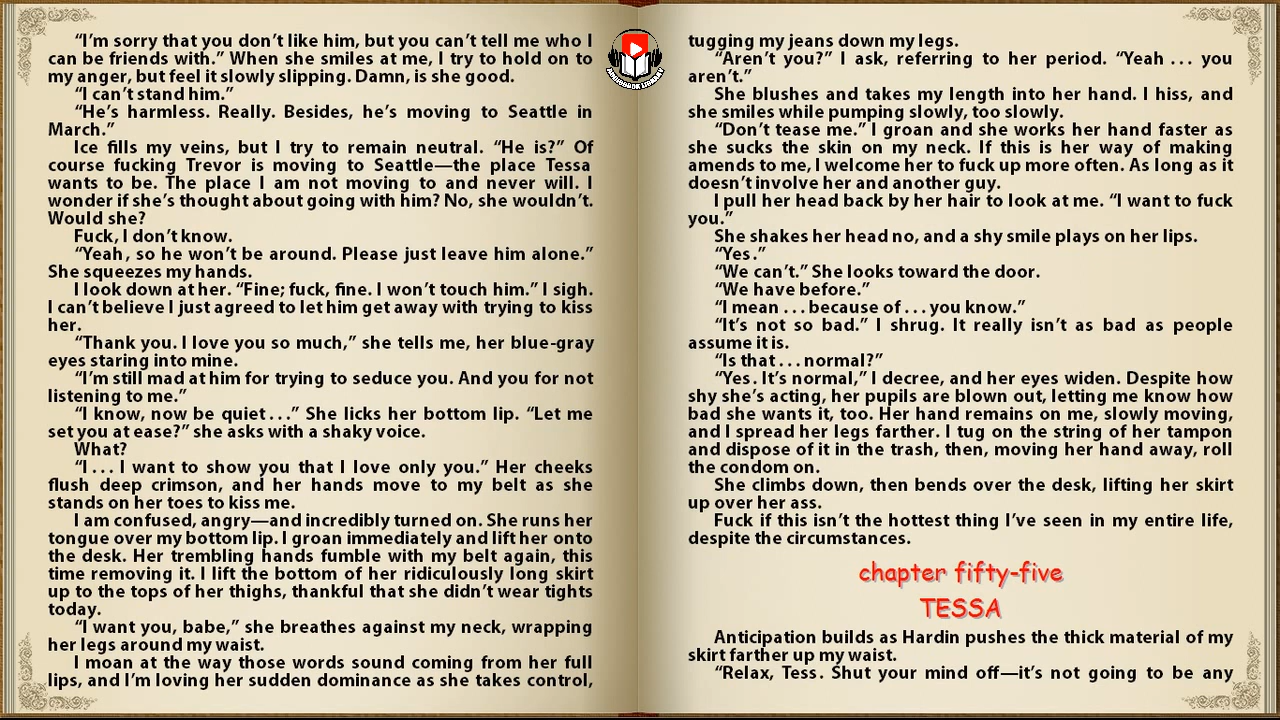 “I’m sorry that you don’t like him, but you can’t tell me who I
can be friends with.” When she smiles at me, I try to hold on to
my anger, but feel it slowly slipping. Damn, is she good.
“I can’t stand him.”
“He’s harmless. Really. Besides, he’s moving to Seattle in
March.”
Ice fills my veins, but I try to remain neutral. “He is?” Of
course fucking Trevor is moving to Seattle—the place Tessa
wants to be. The place I am not moving to and never will. I
wonder if she’s thought about going with him? No, she wouldn’t.
Would she?
Fuck, I don’t know.
“Yeah, so he won’t be around. Please just leave him alone.”
She squeezes my hands.
I look down at her. “Fine; fuck, fine. I won’t touch him.” I sigh.
I can’t believe I just agreed to let him get away with trying to kiss
her.
“Thank you. I love you so much,” she tells me, her blue-gray
eyes staring into mine.
“I’m still mad at him for trying to seduce you. And you for not
listening to me.”
“I know, now be quiet . . .” She licks her bottom lip. “Let me
set you at ease?” she asks with a shaky voice.
What?
“I . . . I want to show you that I love only you.” Her cheeks
flush deep crimson, and her hands move to my belt as she
stands on her toes to kiss me.
I am confused, angry—and incredibly turned on. She runs her
tongue over my bottom lip. I groan immediately and lift her onto
the desk. Her trembling hands fumble with my belt again, this
time removing it. I lift the bottom of her ridiculously long skirt
up to the tops of her thighs, thankful that she didn’t wear tights
today.
“I want you, babe,” she breathes against my neck, wrapping
her legs around my waist.
I moan at the way those words sound coming from her full
lips, and I’m loving her sudden dominance as she takes control,
tugging my jeans down my legs.
“Aren’t you?” I ask, referring to her period. “Yeah . . . you
aren’t.”
She blushes and takes my length into her hand. I hiss, and
she smiles while pumping slowly, too slowly.
“Don’t tease me.” I groan and she works her hand faster as
she sucks the skin on my neck. If this is her way of making
amends to me, I welcome her to fuck up more often. As long as it
doesn’t involve her and another guy.
I pull her head back by her hair to look at me. “I want to fuck
you.”
She shakes her head no, and a shy smile plays on her lips.
“Yes.”
“We can’t.” She looks toward the door.
“We have before.”
“I mean . . . because of . . . you know.”
“It’s not so bad.” I shrug. It really isn’t as bad as people
assume it is.
“Is that . . . normal?”
“Yes. It’s normal,” I decree, and her eyes widen. Despite how
shy she’s acting, her pupils are blown out, letting me know how
bad she wants it, too. Her hand remains on me, slowly moving,
and I spread her legs farther. I tug on the string of her tampon
and dispose of it in the trash, then, moving her hand away, roll
the condom on.
She climbs down, then bends over the desk, lifting her skirt
up over her ass.
Fuck if this isn’t the hottest thing I’ve seen in my entire life,
despite the circumstances.
chapter fifty-five
TESSA
Anticipation builds as Hardin pushes the thick material of my
skirt farther up my waist.
“Relax, Tess. Shut your mind off—it’s not going to be any